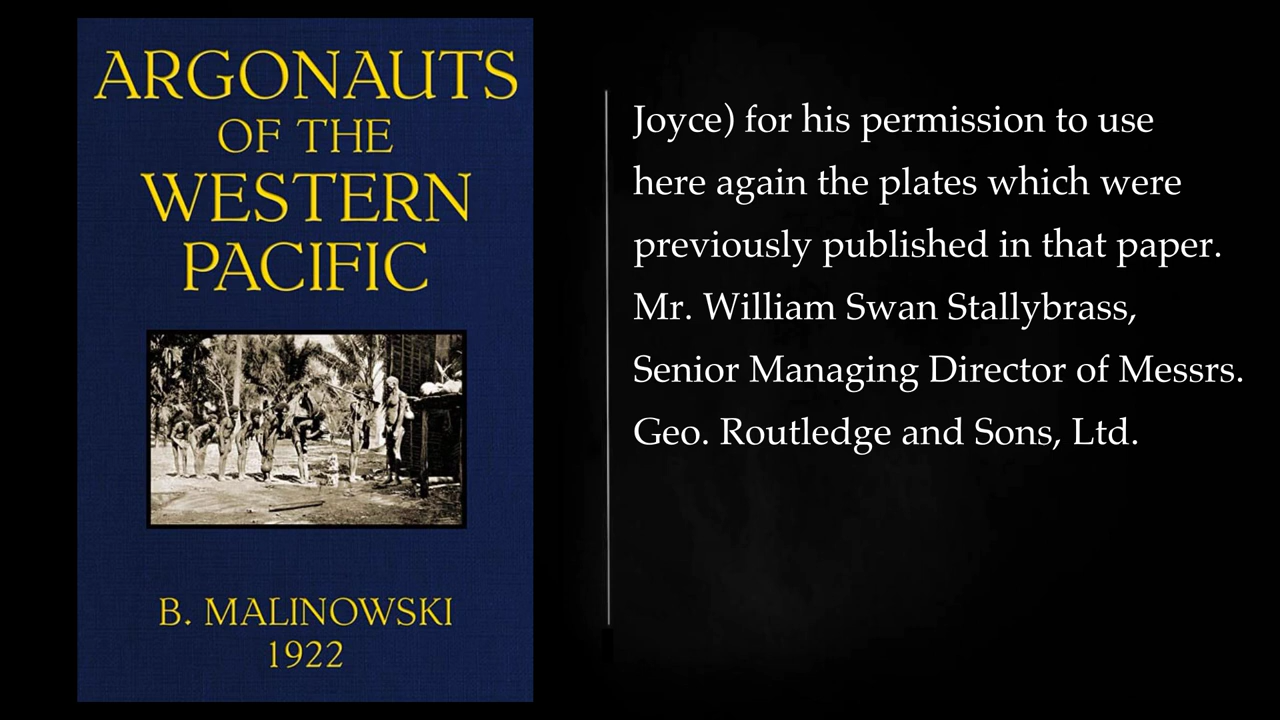 ARGONAUTS
OF THE
WESTERN
PACIFIC
B. MALINOWSKI
1922
Joyce) for his permission to use
here again the plates which were
previously published in that paper.
Mr. William Swan Stallybrass,
Senior Managing Director of Messrs.
Geo. Routledge and Sons, Ltd.